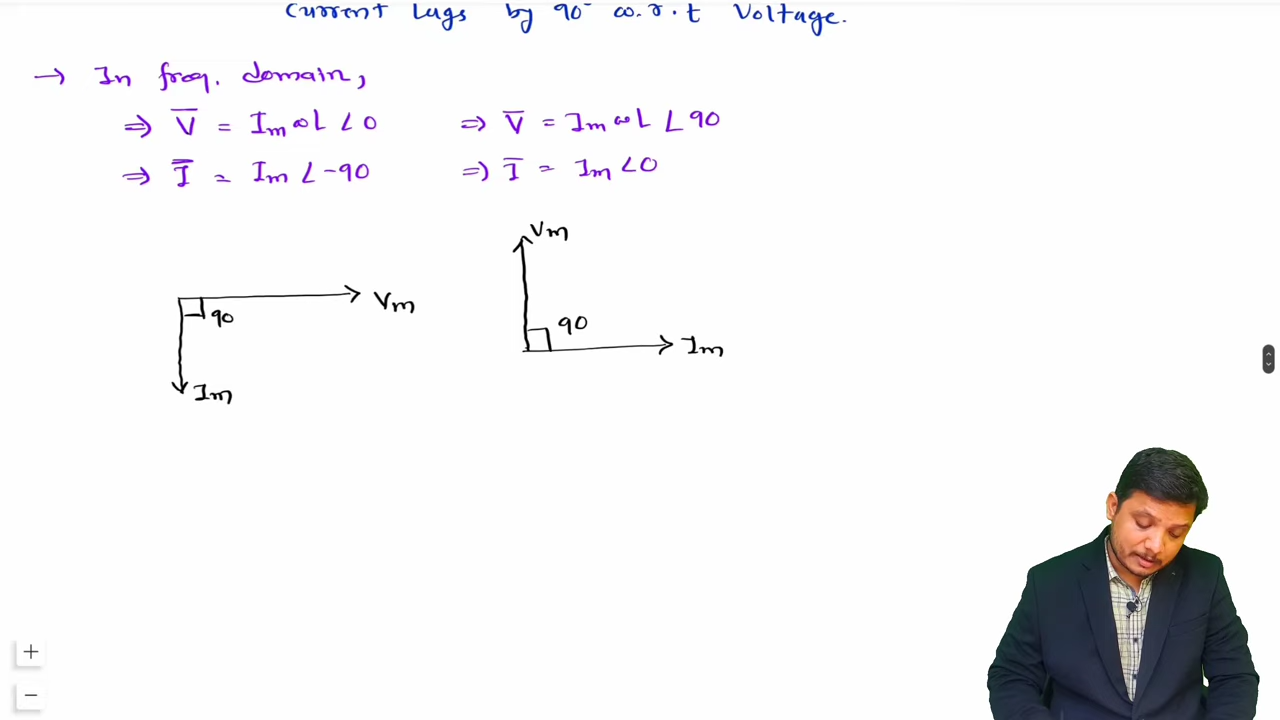 Current Lags by 90° w.r.t Voltage.
→ In freq. domain,
⇒ V̅ = Im ωL ∠0 ⇒ V̅ = Im ωL ∠90
⇒ I̅ = Im ∠-90 ⇒ I̅ = Im ∠0
Vm
90
Im
Vm
90
Im